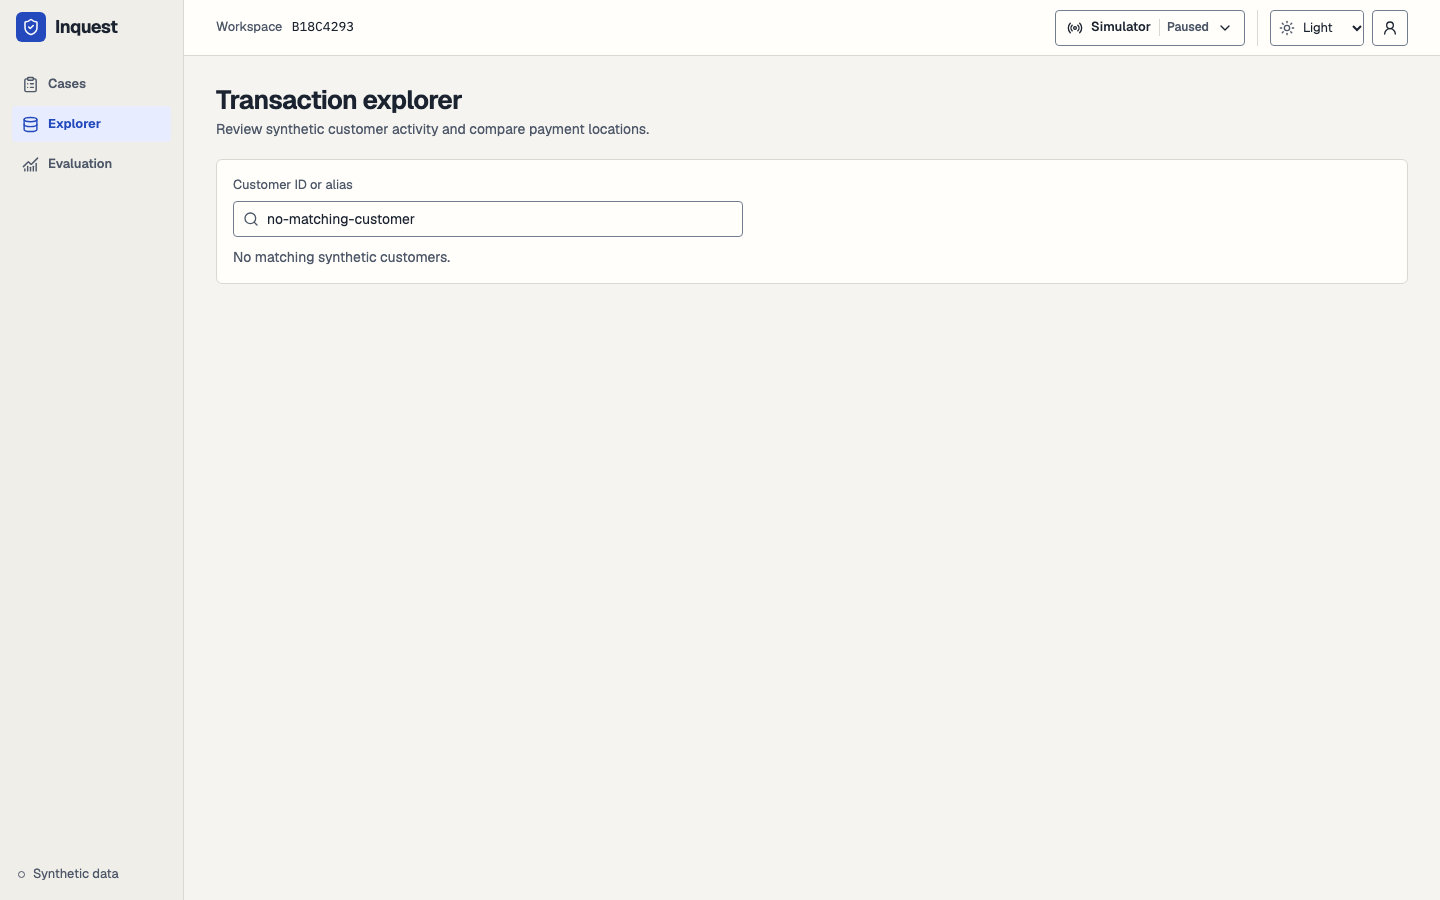 Inquest
Workspace B18C4293
Simulator Paused
Light
Cases
Explorer
Evaluation
Transaction explorer
Review synthetic customer activity and compare payment locations.
Customer ID or alias
no-matching-customer
No matching synthetic customers.
Synthetic data